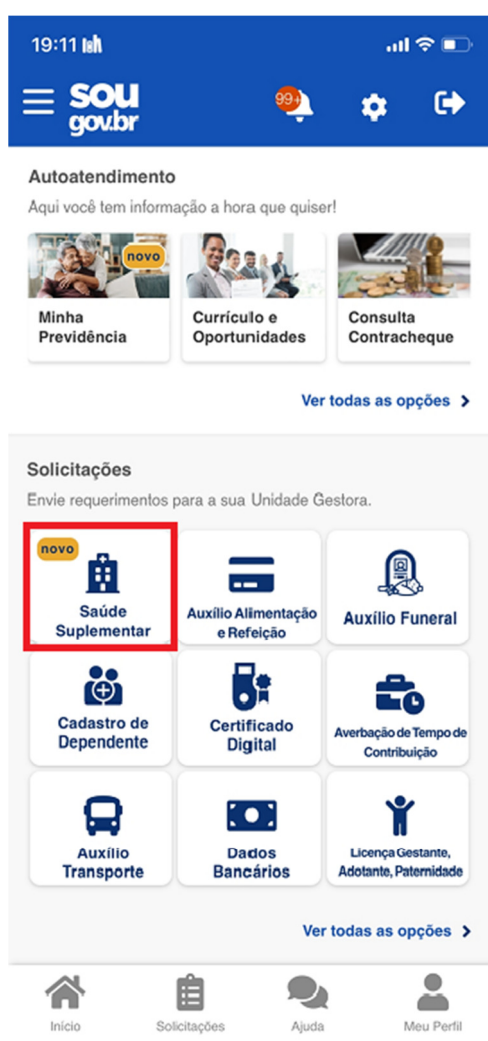 19:11
sou
gov.br
99+
Autoatendimento
Aqui você tem informação a hora que quiser!
novo
Minha
Previdência
Currículo e
Oportunidades
Consulta
Contracheque
Ver todas as opções
Solicitações
Envie requerimentos para a sua Unidade Gestora.
novo
Saúde
Suplementar
Auxílio Alimentação
e Refeição
Auxílio Funeral
Cadastro de
Dependente
Certificado
Digital
Averbação de Tempo de
Contribuição
Auxílio
Transporte
Dados
Bancários
Licença Gestante,
Adotante, Paternidade
Ver todas as opções
Início
Solicitações
Ajuda
Meu Perfil